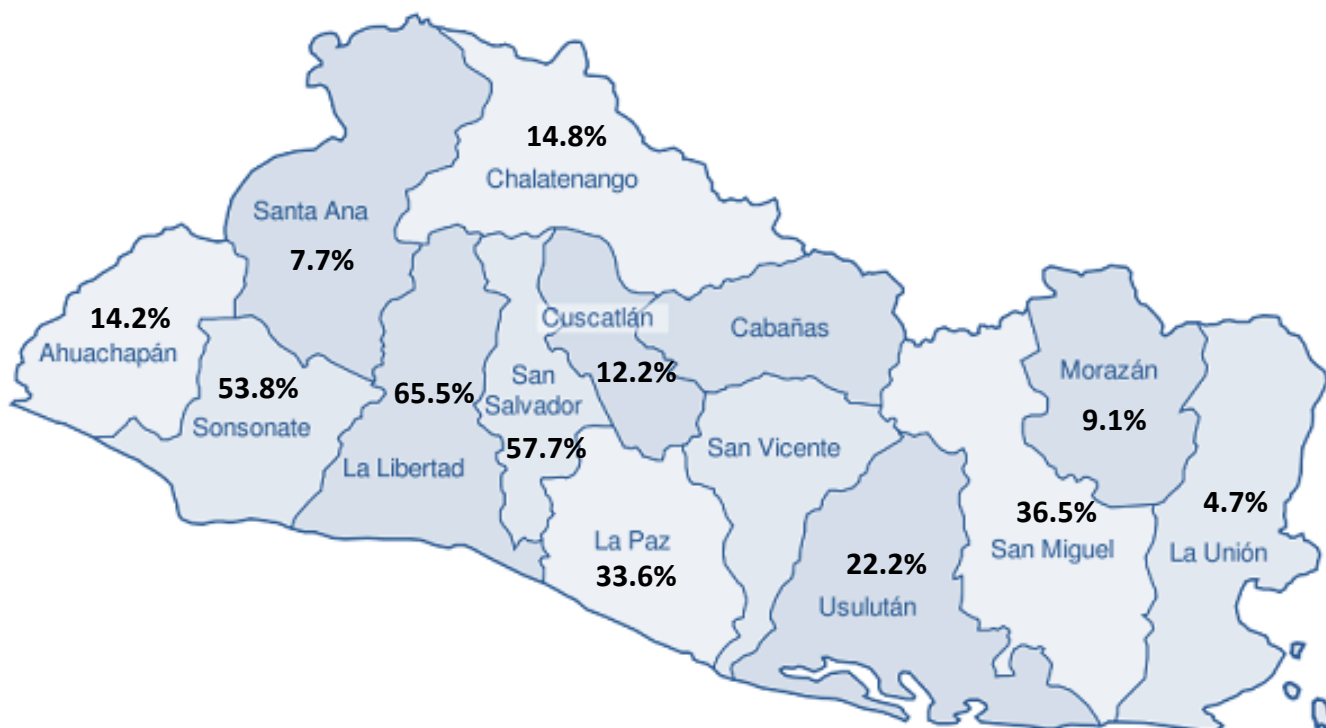 14.8%
Chalatenango
Santa Ana
7.7%
14.2%
Ahuachapán
Cuscatlán
Cabañas
12.2%
53.8%
Sonsonate
65.5%
La Libertad
San
Salvador
57.7%
Morazán
9.1%
San Vicente
La Paz
33.6%
22.2%
Usulután
36.5%
San Miguel
4.7%
La Unión